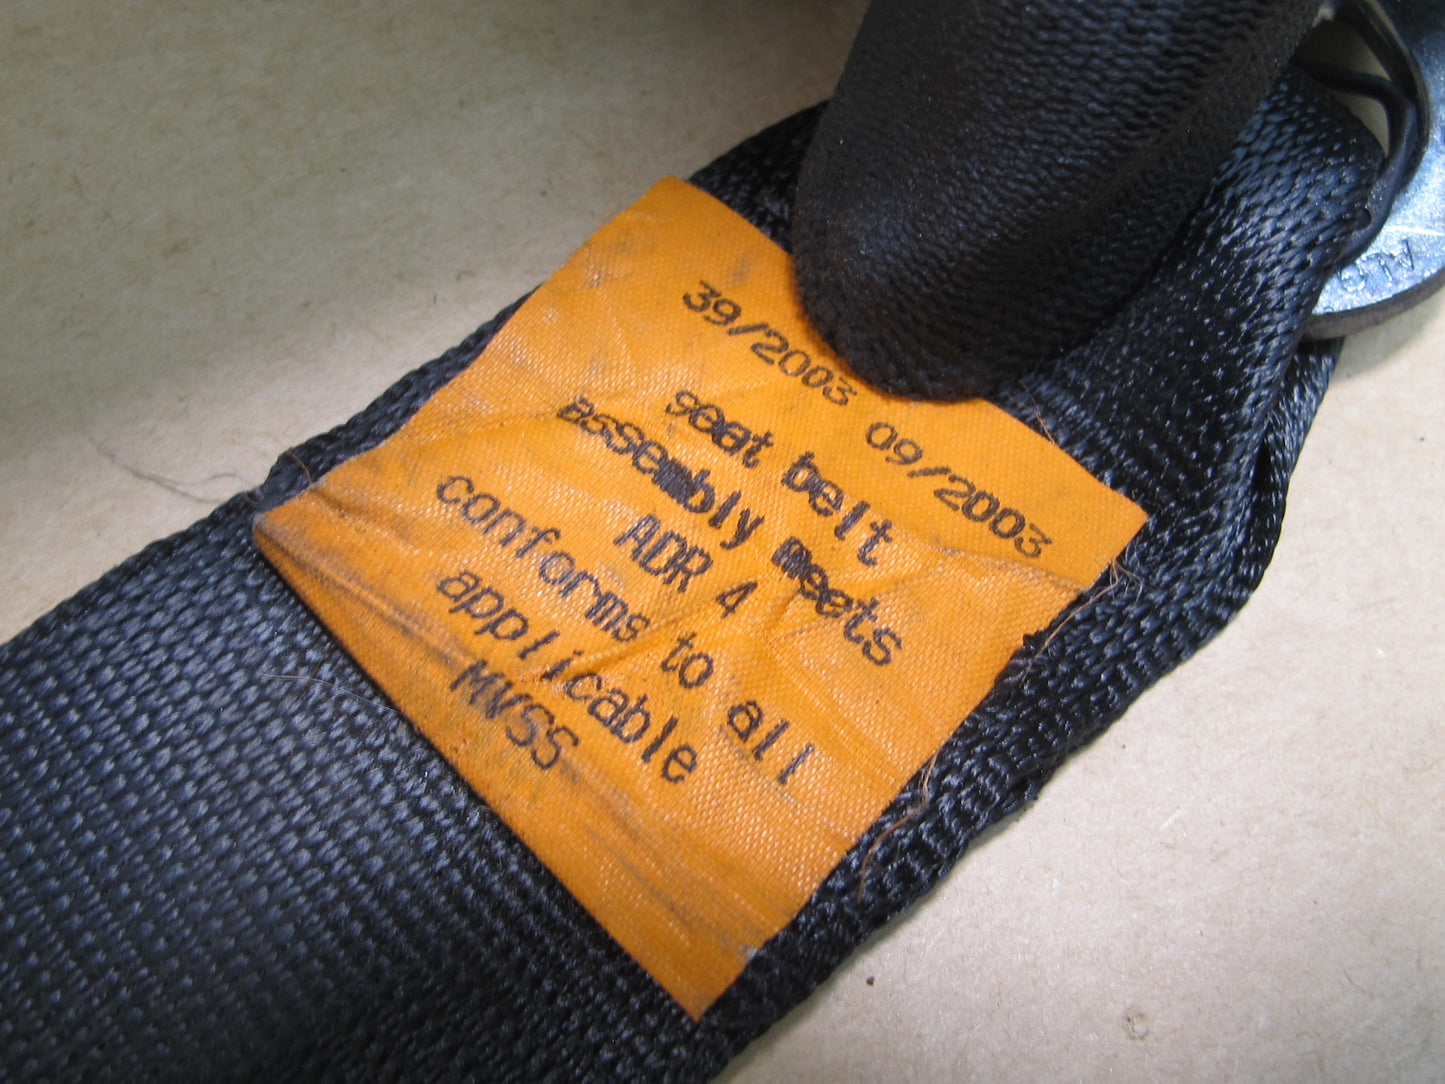 39/2003 09/2003
seat belt
assembly meets
ADR 4
conforms to all
applicable
MVSS